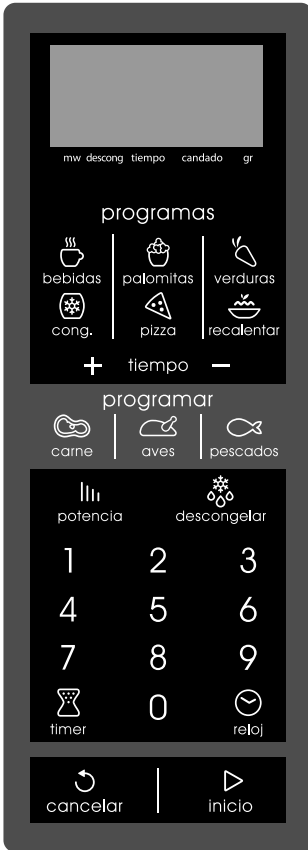 mw descong tiempo candado gr
programas
bebidas palomitas verduras
cong. pizza recalentar
+ tiempo −
programar
carne aves pescados
potencia descongelar
1 2 3
4 5 6
7 8 9
0
timer reloj
cancelar inicio